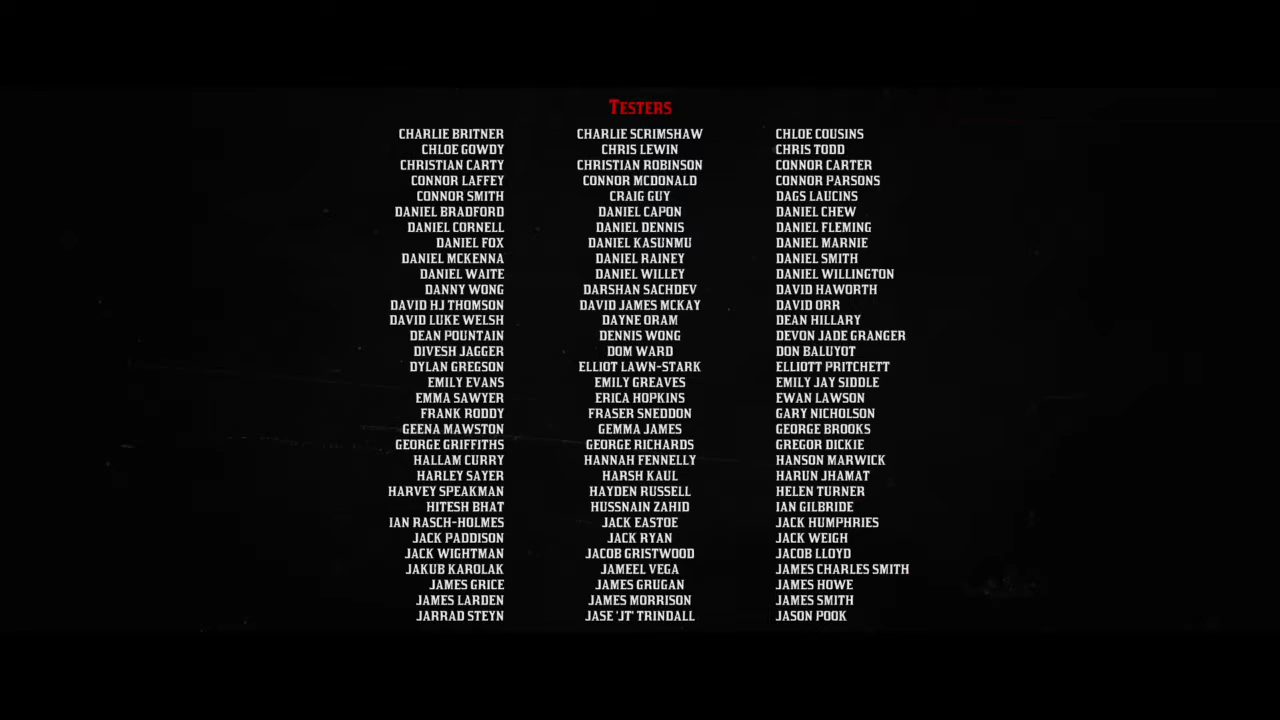 TESTERS
CHARLIE BRITNER CHARLIE SCRIMSHAW CHLOE COUSINS
CHLOE GOWDY CHRIS LEWIN CHRIS TODD
CHRISTIAN CARTY CHRISTIAN ROBINSON CONNOR CARTER
CONNOR LAFFEY CONNOR MCDONALD CONNOR PARSONS
CONNOR SMITH CRAIG GUY DAGS LAUCINS
DANIEL BRADFORD DANIEL CAPON DANIEL CHEW
DANIEL CORNELL DANIEL DENNIS DANIEL FLEMING
DANIEL FOX DANIEL KASUNMU DANIEL MARNIE
DANIEL MCKENNA DANIEL RAINEY DANIEL SMITH
DANIEL WAITE DANIEL WILLEY DANIEL WILLINGTON
DANNY WONG DARSHAN SACHDEV DAVID HAWORTH
DAVID HJ THOMSON DAVID JAMES MCKAY DAVID ORR
DAVID LUKE WELSH DAYNE ORAM DEAN HILLARY
DEAN POUNTAIN DENNIS WONG DEVON JADE GRANGER
DIVESH JAGGER DOM WARD DON BALUYOT
DYLAN GREGSON ELLIOT LAWN-STARK ELLIOTT PRITCHETT
EMILY EVANS EMILY GREAVES EMILY JAY SIDDLE
EMMA SAWYER ERICA HOPKINS EWAN LAWSON
FRANK RODDY FRASER SNEDDON GARY NICHOLSON
GEENA MAWSTON GEMMA JAMES GEORGE BROOKS
GEORGE GRIFFITHS GEORGE RICHARDS GREGOR DICKIE
HALLAM CURRY HANNAH FENNELLY HANSON MARWICK
HARLEY SAYER HARSH KAUL HARUN JHAMAT
HARVEY SPEAKMAN HAYDEN RUSSELL HELEN TURNER
HITESH BHAT HUSSNAIN ZAHID IAN GILBRIDE
IAN RASCH-HOLMES JACK EASTOE JACK HUMPHRIES
JACK PADDISON JACK RYAN JACK WEIGH
JACK WIGHTMAN JACOB GRISTWOOD JACOB LLOYD
JAKUB KAROLAK JAMEEL VEGA JAMES CHARLES SMITH
JAMES GRICE JAMES GRUGAN JAMES HOWE
JAMES LARDEN JAMES MORRISON JAMES SMITH
JARRAD STEYN JASE 'JT' TRINDALL JASON POOK